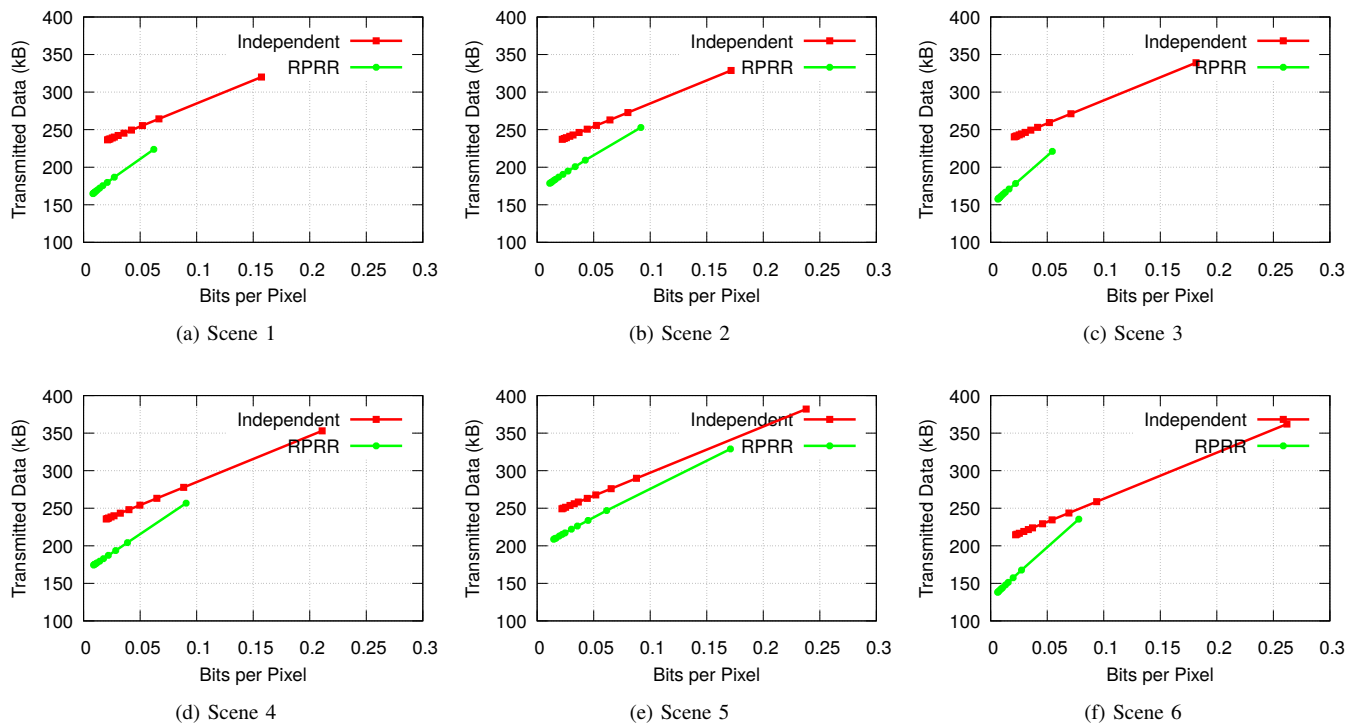 400
350
300
250
200
150
100
0 0.05 0.1 0.15 0.2 0.25 0.3
Transmitted Data (kB)
Bits per Pixel
Independent
RPRR
(a) Scene 1
400
350
300
250
200
150
100
0 0.05 0.1 0.15 0.2 0.25 0.3
Transmitted Data (kB)
Bits per Pixel
Independent
RPRR
(b) Scene 2
400
350
300
250
200
150
100
0 0.05 0.1 0.15 0.2 0.25 0.3
Transmitted Data (kB)
Bits per Pixel
Independent
RPRR
(c) Scene 3
400
350
300
250
200
150
100
0 0.05 0.1 0.15 0.2 0.25 0.3
Transmitted Data (kB)
Bits per Pixel
Independent
RPRR
(d) Scene 4
400
350
300
250
200
150
100
0 0.05 0.1 0.15 0.2 0.25 0.3
Transmitted Data (kB)
Bits per Pixel
Independent
RPRR
(e) Scene 5
400
350
300
250
200
150
100
0 0.05 0.1 0.15 0.2 0.25 0.3
Transmitted Data (kB)
Bits per Pixel
Independent
RPRR
(f) Scene 6